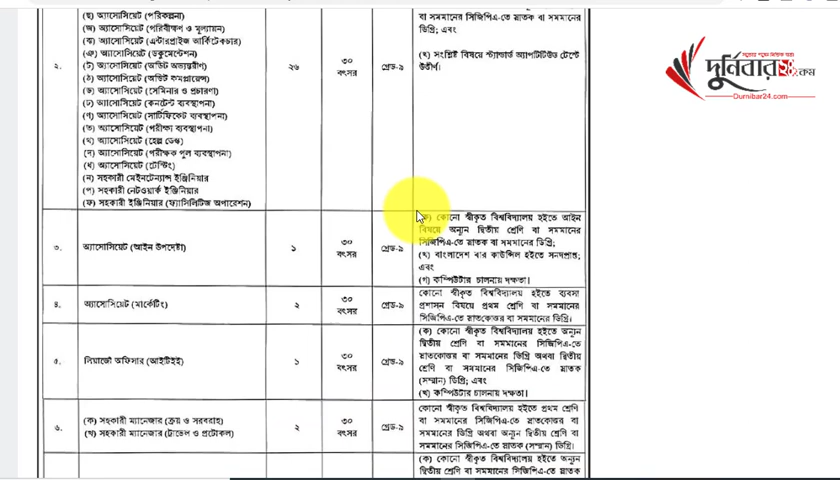 (ছ) অ্যাসোসিয়েট (পরিকল্পনা)
(জ) অ্যাসোসিয়েট (পরিবীক্ষণ ও মূল্যায়ন)
(ঝ) অ্যাসোসিয়েট (এন্টারপ্রাইজ আর্কিটেকচার)
(ঞ) অ্যাসোসিয়েট (ডকুমেন্টেশন)
(ট) অ্যাসোসিয়েট (অডিট অভ্যন্তরীণ)
(ঠ) অ্যাসোসিয়েট (অডিট কমপ্লায়েন্স)
(ড) অ্যাসোসিয়েট (সেমিনার ও প্রচারণা)
(ঢ) অ্যাসোসিয়েট (কনটেন্ট ব্যবস্থাপনা)
(ণ) অ্যাসোসিয়েট (সার্টিফিকেট ব্যবস্থাপনা)
(ত) অ্যাসোসিয়েট (পরীক্ষা ব্যবস্থাপনা)
(থ) অ্যাসোসিয়েট (হেল্প ডেস্ক)
(দ) অ্যাসোসিয়েট (পরীক্ষক পুল ব্যবস্থাপনা)
(ধ) অ্যাসোসিয়েট (টেস্টিং)
(ন) সহকারী মেইনটেন্যান্স ইঞ্জিনিয়ার
(প) সহকারী নেটওয়ার্ক ইঞ্জিনিয়ার
(ফ) সহকারী ইঞ্জিনিয়ার (ফ্যাসিলিটিজ অপারেশন)
২.
২৬
৩০
বৎসর
গ্রেড-৯
বা সমমানের সিজিপিএ-তে স্নাতক বা সমমানের
ডিগ্রি; এবং
(খ) সংশ্লিষ্ট বিষয়ে স্ট্যান্ডার্ড অ্যাপটিটিউড টেস্টে
উত্তীর্ণ।
৩.
অ্যাসোসিয়েট (আইন উপদেষ্টা)
১
৩০
বৎসর
গ্রেড-৯
(ক) কোনো স্বীকৃত বিশ্ববিদ্যালয় হইতে আইন
বিষয়ে অন্যূন দ্বিতীয় শ্রেণি বা সমমানের
সিজিপিএ-তে স্নাতক বা সমমানের ডিগ্রি;
(খ) বাংলাদেশ বার কাউন্সিল হইতে সনদপ্রাপ্ত;
এবং
(গ) কম্পিউটার চালনায় দক্ষতা।
৪.
অ্যাসোসিয়েট (মার্কেটিং)
২
৩০
বৎসর
গ্রেড-৯
কোনো স্বীকৃত বিশ্ববিদ্যালয় হইতে ব্যবসা
প্রশাসন বিষয়ে প্রথম শ্রেণি বা সমমানের
সিজিপিএ-তে স্নাতকোত্তর বা সমমানের ডিগ্রি।
৫.
লিয়াজোঁ অফিসার (আইটিইই)
১
৩০
বৎসর
গ্রেড-৯
(ক) কোনো স্বীকৃত বিশ্ববিদ্যালয় হইতে অন্যূন
দ্বিতীয় শ্রেণি বা সমমানের সিজিপিএ-তে
স্নাতকোত্তর বা সমমানের ডিগ্রি অথবা দ্বিতীয়
শ্রেণি বা সমমানের সিজিপিএ-তে স্নাতক
(সম্মান) ডিগ্রি; এবং
(খ) কম্পিউটার চালনায় দক্ষতা।
৬.
(ক) সহকারী ম্যানেজার (ক্রয় ও সরবরাহ)
(খ) সহকারী ম্যানেজার (ট্রাভেল ও প্রটোকল)
২
৩০
বৎসর
গ্রেড-৯
কোনো স্বীকৃত বিশ্ববিদ্যালয় হইতে প্রথম শ্রেণি
বা সমমানের সিজিপিএ-তে স্নাতকোত্তর বা
সমমানের ডিগ্রি অথবা অন্যূন দ্বিতীয় শ্রেণি বা
সমমানের সিজিপিএ-তে স্নাতক (সম্মান) ডিগ্রি।
(ক) কোনো স্বীকৃত বিশ্ববিদ্যালয় হইতে অন্যূন
দ্বিতীয় শ্রেণি বা সমমানের সিজিপিএ-তে
দুর্নিবার ২৪.কম
Durnibar24.com